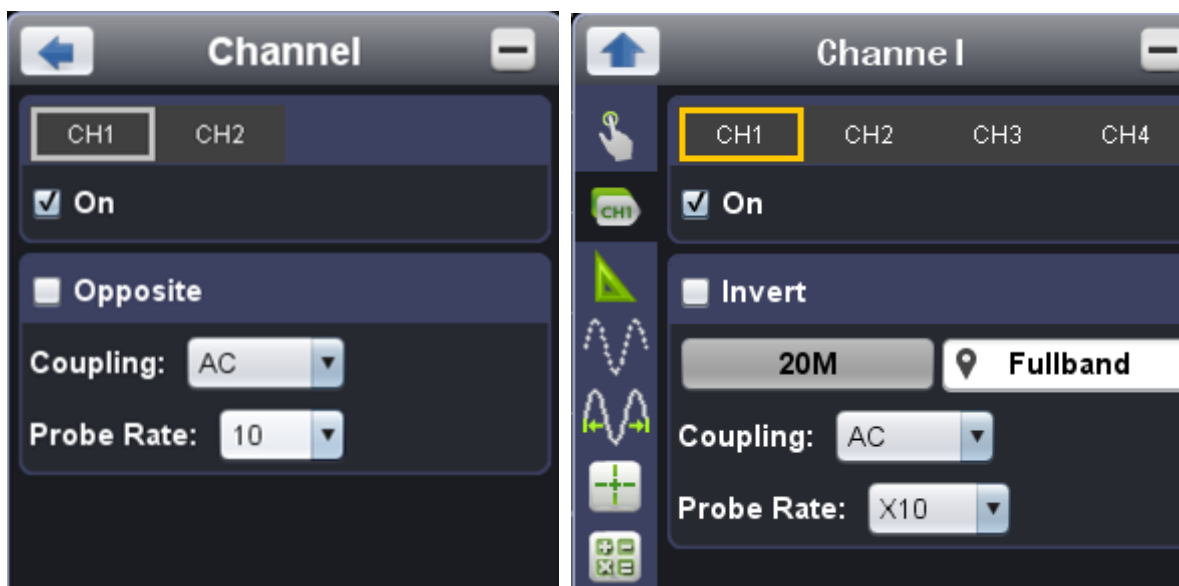 Channel
CH1 CH2
On
Opposite
Coupling: AC
Probe Rate: 10
Channel
CH1 CH2 CH3 CH4
CH1
On
Invert
20M Fullband
Coupling: AC
Probe Rate: X10